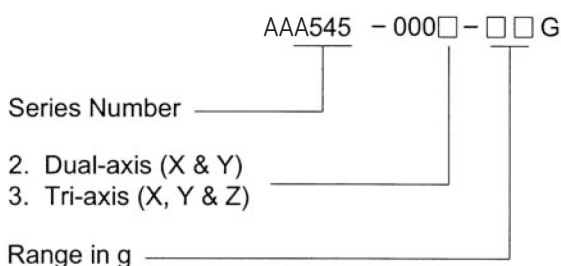 AAA545 – 000□ – □□ G
Series Number
2. Dual-axis (X & Y)
3. Tri-axis (X, Y & Z)
Range in g